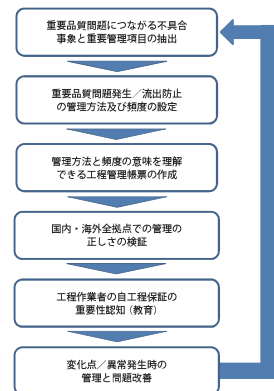 重要品質問題につながる不具合
事象と重要管理項目の抽出
重要品質問題発生／流出防止
の管理方法及び頻度の設定
管理方法と頻度の意味を理解
できる工程管理帳票の作成
国内・海外全拠点での管理の
正しさの検証
工程作業者の自工程保証の
重要性認知（教育）
変化点／異常発生時の
管理と問題改善